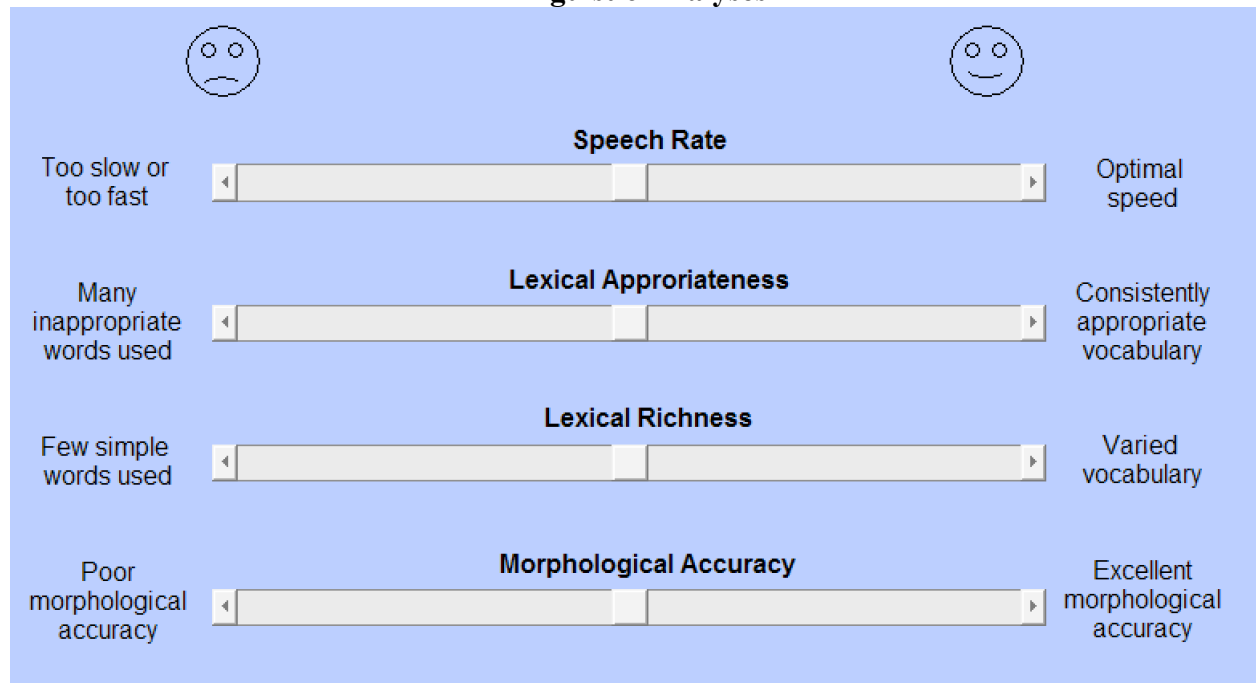 Speech Rate
Too slow or
too fast
Optimal
speed
Lexical Approriateness
Many
inappropriate
words used
Consistently
appropriate
vocabulary
Lexical Richness
Few simple
words used
Varied
vocabulary
Morphological Accuracy
Poor
morphological
accuracy
Excellent
morphological
accuracy